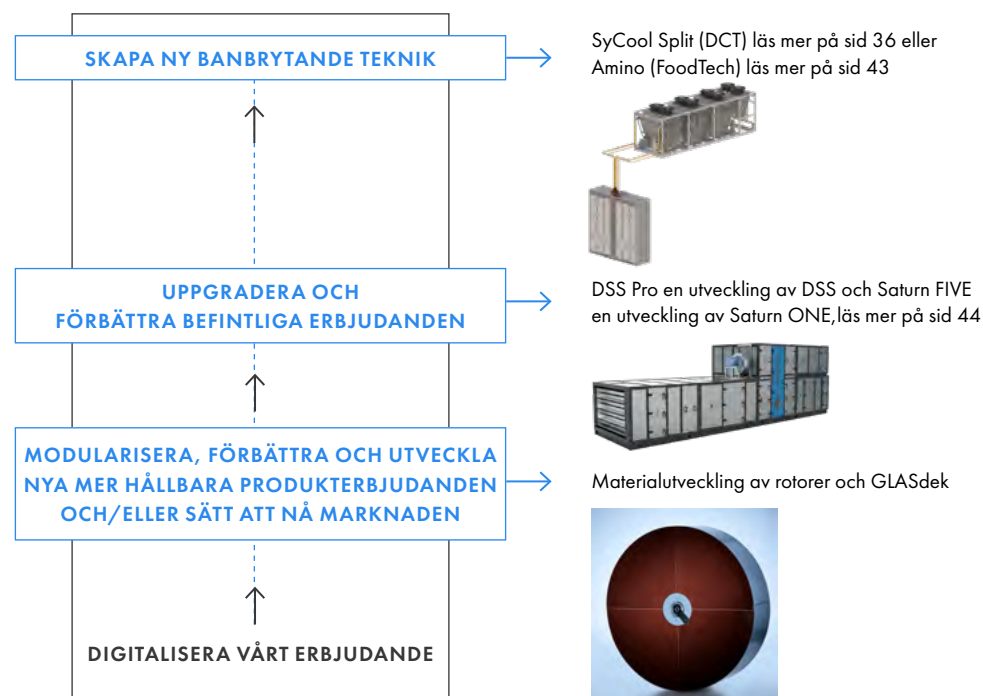 SKAPA NY BANBRYTANDE TEKNIK
SyCool Split (DCT) läs mer på sid 36 eller
Amino (FoodTech) läs mer på sid 43
UPPGRADERA OCH
FÖRBÄTTRA BEFINTLIGA ERBJUDANDEN
DSS Pro en utveckling av DSS och Saturn FIVE
en utveckling av Saturn ONE,läs mer på sid 44
MODULARISERA, FÖRBÄTTRA OCH UTVECKLA
NYA MER HÅLLBARA PRODUKTERBJUDANDEN
OCH/ELLER SÄTT ATT NÅ MARKNADEN
Materialutveckling av rotorer och GLASdek
DIGITALISERA VÅRT ERBJUDANDE